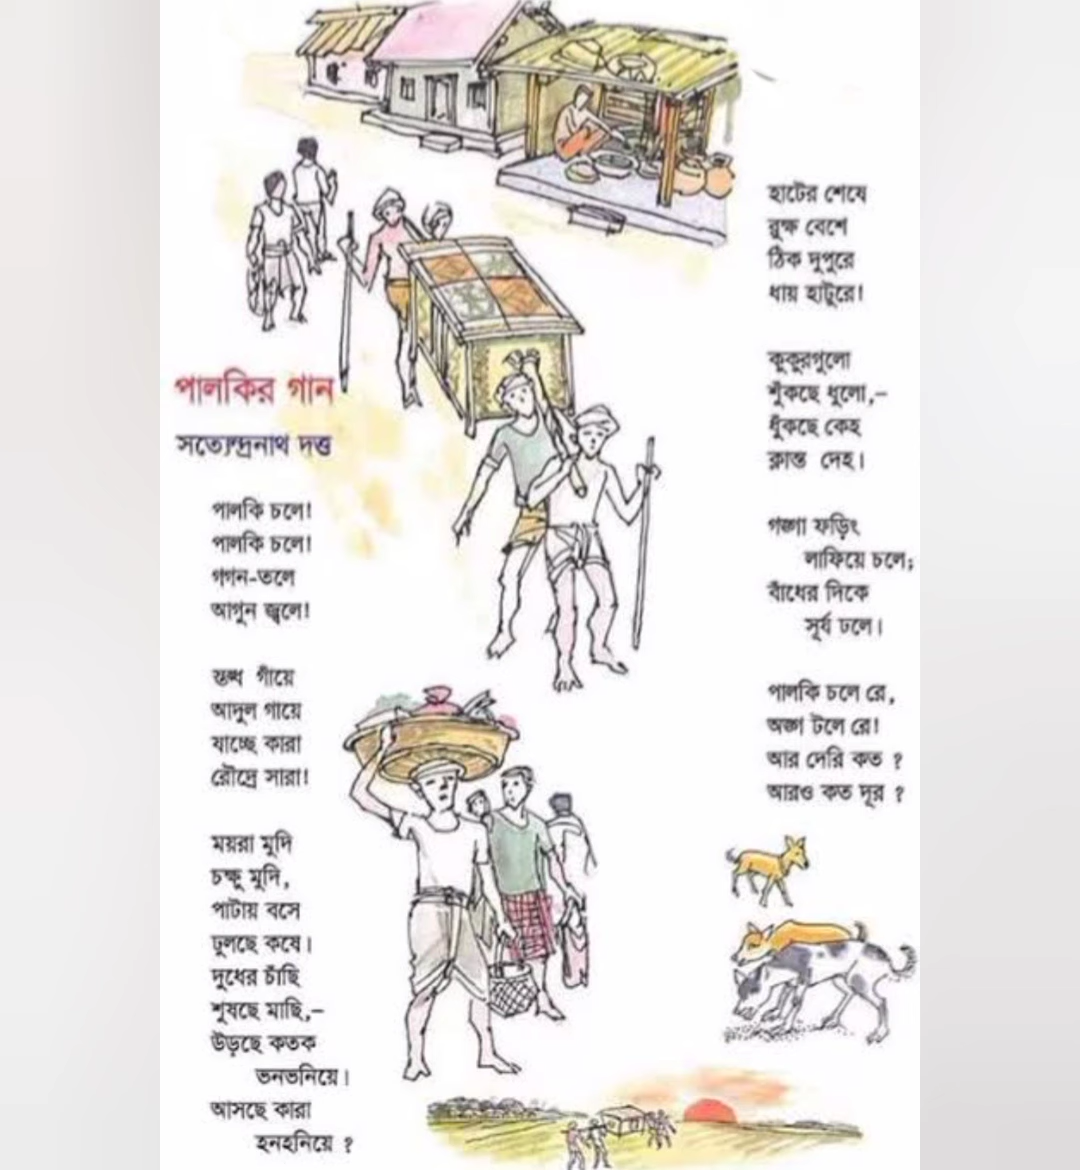 পালকির গান
সত্যেন্দ্রনাথ দত্ত
পালকি চলে!
পালকি চলে!
গগন-তলে
আগুন জ্বলে!
স্তব্ধ গাঁয়ে
আদুল গায়ে
যাচ্ছে কারা
রৌদ্রে সারা!
ময়রা মুদি
চক্ষু মুদি,
পাটায় বসে
ঢুলছে কষে।
দুধের চাঁছি
শুষছে মাছি,–
উড়ছে কতক
ভনভনিয়ে।
আসছে কারা
হনহনিয়ে ?
হাটের শেষে
রুক্ষ বেশে
ঠিক দুপুরে
ধায় হাটুরে।
কুকুরগুলো
শুঁকছে ধুলো,–
ধুঁকছে কেহ
ক্লান্ত দেহ।
গঙ্গা ফড়িং
লাফিয়ে চলে;
বাঁধের দিকে
সূর্য ঢলে।
পালকি চলে রে,
অঙ্গ টলে রে!
আর দেরি কত ?
আরও কত দূর ?